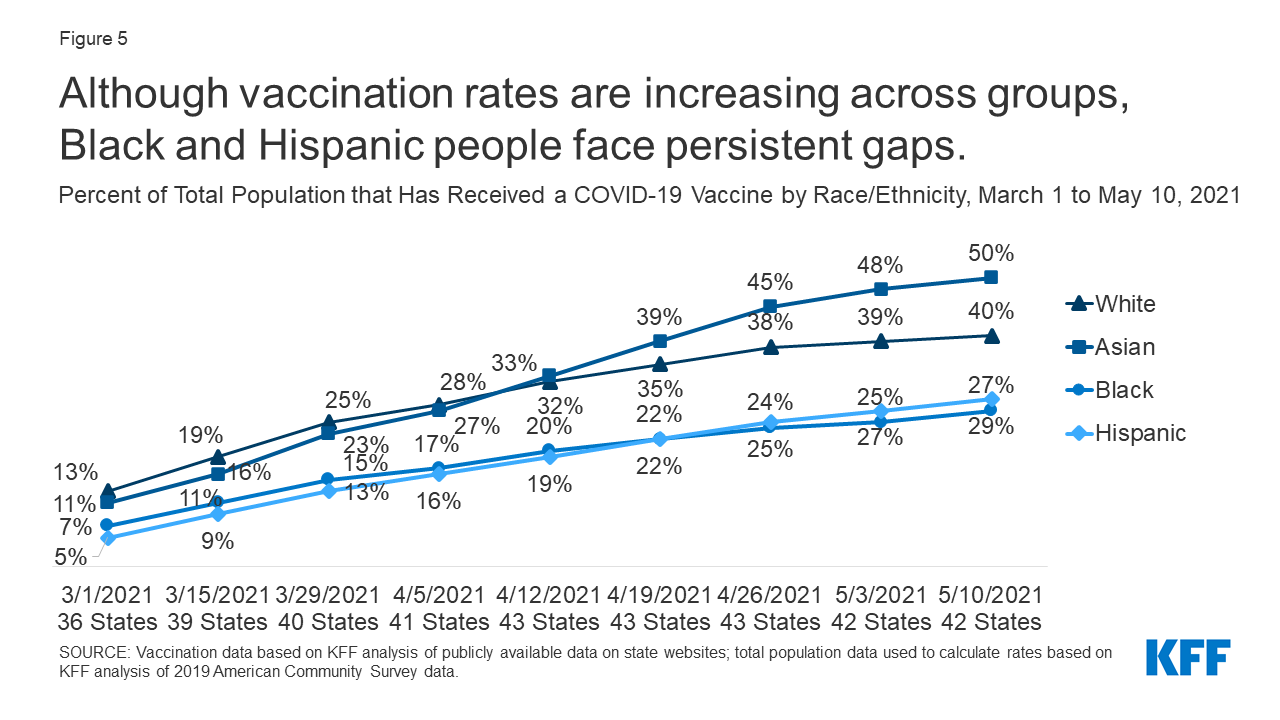 Figure 5
Although vaccination rates are increasing across groups,
Black and Hispanic people face persistent gaps.
Percent of Total Population that Has Received a COVID-19 Vaccine by Race/Ethnicity, March 1 to May 10, 2021
13%
19%
25%
28%
32%
35%
38%
39%
40%
11%
16%
23%
27%
33%
39%
45%
48%
50%
7%
11%
15%
17%
20%
22%
24%
25%
27%
5%
9%
13%
16%
19%
22%
25%
27%
29%
White
Asian
Black
Hispanic
3/1/2021 3/15/2021 3/29/2021 4/5/2021 4/12/2021 4/19/2021 4/26/2021 5/3/2021 5/10/2021
36 States 39 States 40 States 41 States 43 States 43 States 43 States 42 States 42 States
SOURCE: Vaccination data based on KFF analysis of publicly available data on state websites; total population data used to calculate rates based on
KFF analysis of 2019 American Community Survey data.
KFF